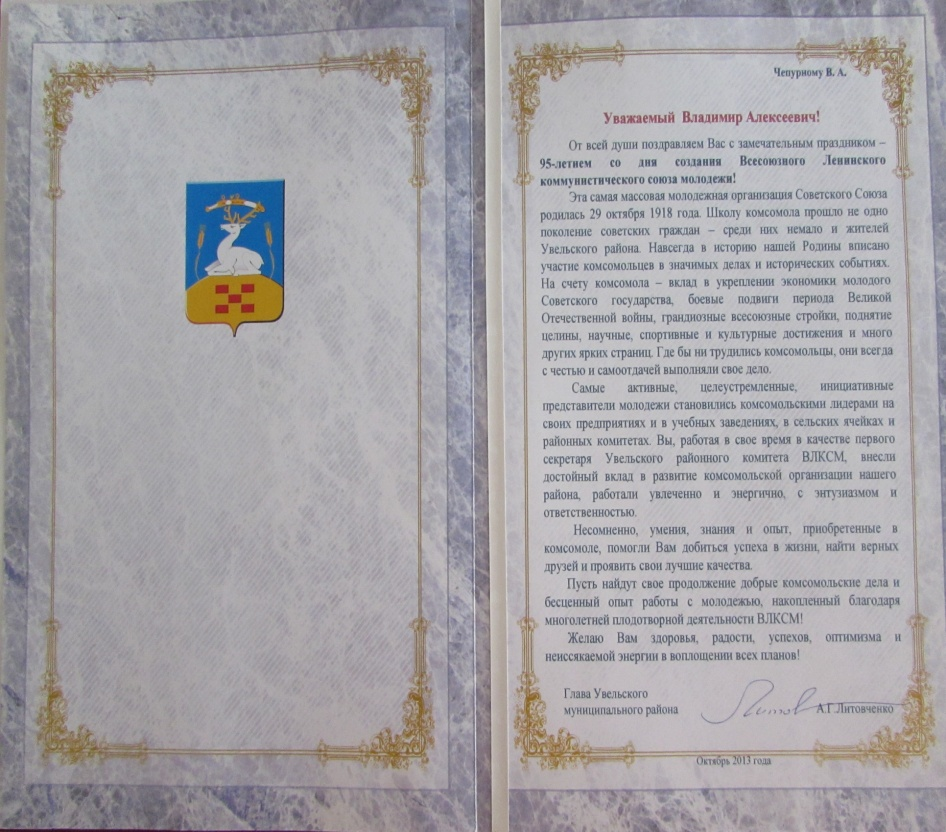 Чепурному В. А.
Уважаемый Владимир Алексеевич!
От всей души поздравляем Вас с замечательным праздником –
95-летием со дня создания Всесоюзного Ленинского
коммунистического союза молодежи!
Эта самая массовая молодежная организация Советского Союза
родилась 29 октября 1918 года. Школу комсомола прошло не одно
поколение советских граждан – среди них немало и жителей
Увельского района. Навсегда в историю нашей Родины вписано
участие комсомольцев в значимых делах и исторических событиях.
На счету комсомола – вклад в укреплении экономики молодого
Советского государства, боевые подвиги периода Великой
Отечественной войны, грандиозные всесоюзные стройки, поднятие
целины, научные, спортивные и культурные достижения и много
других ярких страниц. Где бы ни трудились комсомольцы, они всегда
с честью и самоотдачей выполняли свое дело.
Самые активные, целеустремленные, инициативные
представители молодежи становились комсомольскими лидерами на
своих предприятиях и в учебных заведениях, в сельских ячейках и
районных комитетах. Вы, работая в свое время в качестве первого
секретаря Увельского районного комитета ВЛКСМ, внесли
достойный вклад в развитие комсомольской организации нашего
района, работали увлеченно и энергично, с энтузиазмом и
ответственностью.
Несомненно, умения, знания и опыт, приобретенные в
комсомоле, помогли Вам добиться успеха в жизни, найти верных
друзей и проявить свои лучшие качества.
Пусть найдут свое продолжение добрые комсомольские дела и
бесценный опыт работы с молодежью, накопленный благодаря
многолетней плодотворной деятельности ВЛКСМ!
Желаю Вам здоровья, радости, успехов, оптимизма и
неиссякаемой энергии в воплощении всех планов!
Глава Увельского
муниципального района А.Г.Литовченко
Октябрь 2013 года